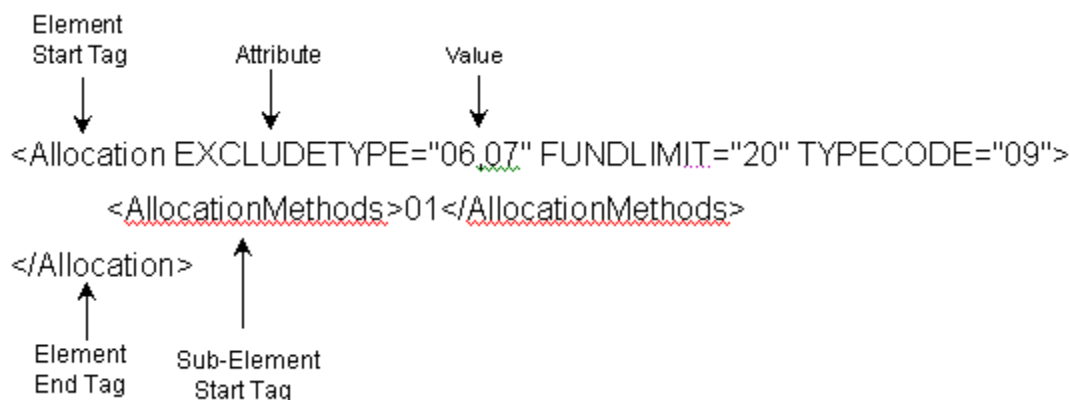 Element
Start Tag
Attribute
Value
<Allocation EXCLUDETYPE="06,07" FUNDLIMIT="20" TYPECODE="09">
<AllocationMethods>01</AllocationMethods>
</Allocation>
Element
End Tag
Sub-Element
Start Tag